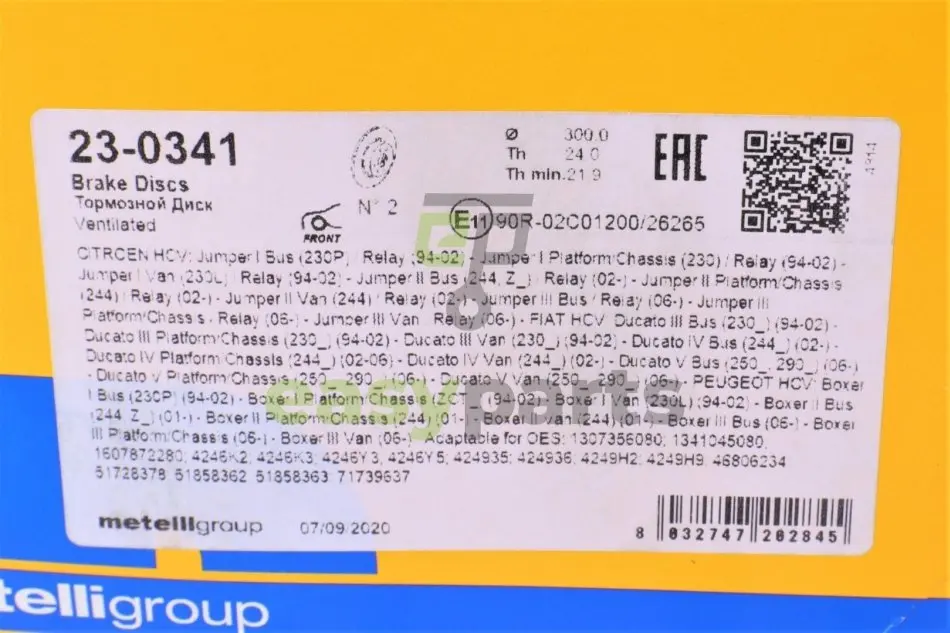 23-0341
Brake Discs
Тормозной Диск
Ventilated
FRONT
N° 2
Ø 300.0
Th 24.0
Th min.21.9
EAC
4314
E11 90R-02C01200/26265
CITROEN HCV: Jumper I Bus (230P) / Relay (94-02) - Jumper I Platform/Chassis (230) / Relay (94-02) -
Jumper I Van (230L) / Relay (94-02) - Jumper II Bus (244, Z_) / Relay (02-) - Jumper II Platform/Chassis
(244) / Relay (02-) - Jumper II Van (244) / Relay (02-) - Jumper III Bus / Relay (06-) - Jumper III
Platform/Chassis - Relay (06-) - Jumper III Van / Relay (06-) - FIAT HCV: Ducato III Bus (230_) (94-02) -
Ducato III Platform/Chassis (230_) (94-02) - Ducato III Van (230_) (94-02) - Ducato IV Bus (244_) (02-) -
Ducato IV Platform/Chassis (244_) (02-06) - Ducato IV Van (244_) (02-) - Ducato V Bus (250_, 290_) (06-)
- Ducato V Platform/Chassis (250_, 290_) (06-) - Ducato V Van (250_, 290_) (06-) - PEUGEOT HCV: Boxer
I Bus (230P) (94-02) - Boxer I Platform/Chassis (ZCT_) (94-02) - Boxer I Van (230L) (94-02) - Boxer II Bus
(244, Z_) (01-) - Boxer II Platform/Chassis (244) (01-) - Boxer II Van (244) (01-) - Boxer III Bus (06-) - Boxer
III Platform/Chassis (06-) - Boxer III Van (06-) - Adaptable for OES: 1307356080; 1341045080;
1607872280; 4246K2; 4246K3; 4246Y3; 4246Y5; 424935; 424936; 4249H2; 4249H9; 46806234
51728378 51858362 51858363 71739637
easyparts
metelligroup 07/09/2020
8 032747 202845
telligroup